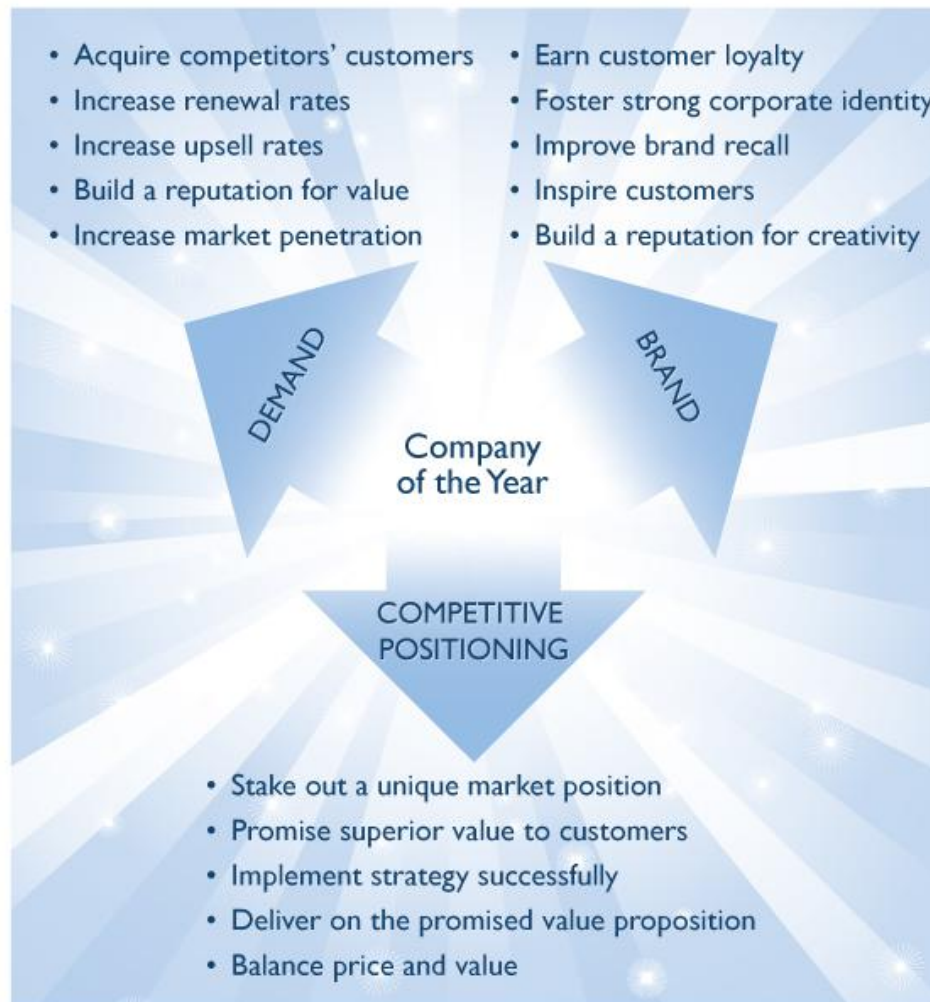 • Acquire competitors’ customers
• Increase renewal rates
• Increase upsell rates
• Build a reputation for value
• Increase market penetration
• Earn customer loyalty
• Foster strong corporate identity
• Improve brand recall
• Inspire customers
• Build a reputation for creativity
DEMAND
BRAND
Company
of the Year
COMPETITIVE
POSITIONING
• Stake out a unique market position
• Promise superior value to customers
• Implement strategy successfully
• Deliver on the promised value proposition
• Balance price and value